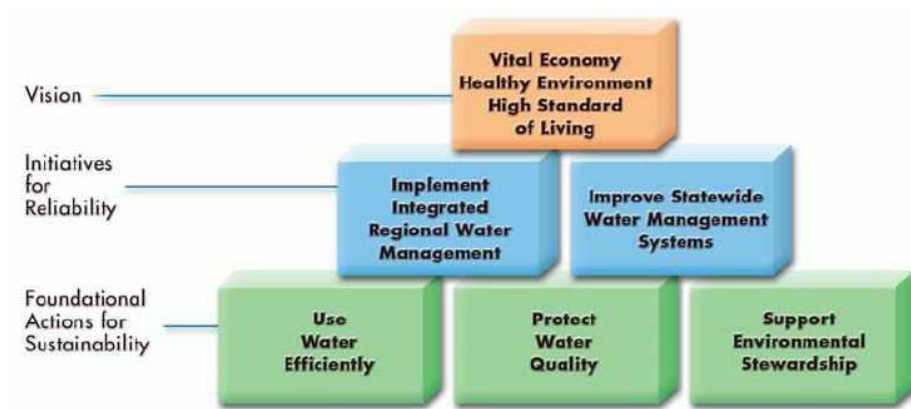 Vision
Vital Economy
Healthy Environment
High Standard
of Living
Initiatives
for
Reliability
Implement
Integrated
Regional Water
Management
Improve Statewide
Water Management
Systems
Foundational
Actions for
Sustainability
Use
Water
Efficiently
Protect
Water
Quality
Support
Environmental
Stewardship